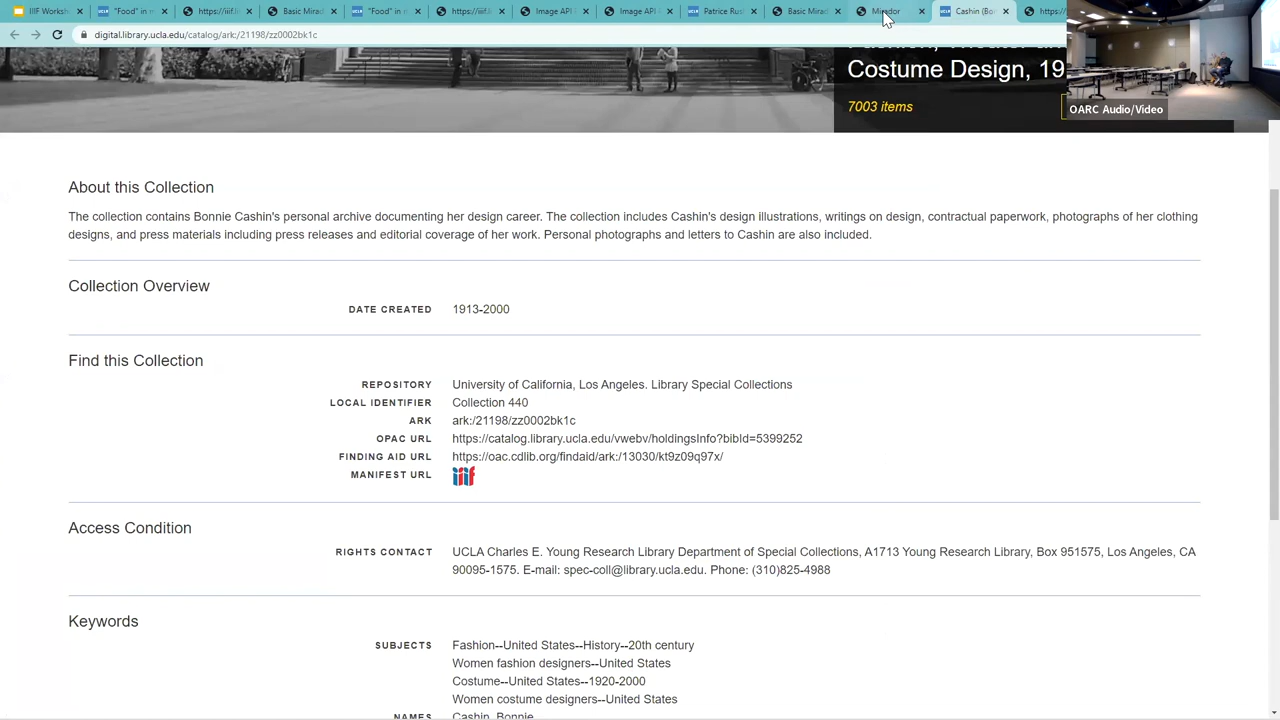 IIIF Worksh
"Food" in m
https://iiif.li
Basic Mirad
"Food" in m
https://iiif.li
Image API
Image API
Patrice Rus
Basic Mirad
Mirador
Cashin (Bon
https://
digital.library.ucla.edu/catalog/ark:/21198/zz0002bk1c
Costume Design, 19
7003 items
OARC Audio/Video
About this Collection
The collection contains Bonnie Cashin's personal archive documenting her design career. The collection includes Cashin's design illustrations, writings on design, contractual paperwork, photographs of her clothing
designs, and press materials including press releases and editorial coverage of her work. Personal photographs and letters to Cashin are also included.
Collection Overview
DATE CREATED 1913-2000
Find this Collection
REPOSITORY University of California, Los Angeles. Library Special Collections
LOCAL IDENTIFIER Collection 440
ARK ark:/21198/zz0002bk1c
OPAC URL https://catalog.library.ucla.edu/vwebv/holdingsInfo?bibId=5399252
FINDING AID URL https://oac.cdlib.org/findaid/ark:/13030/kt9z09q97x/
MANIFEST URL iiif
Access Condition
RIGHTS CONTACT UCLA Charles E. Young Research Library Department of Special Collections, A1713 Young Research Library, Box 951575, Los Angeles, CA
90095-1575. E-mail: spec-coll@library.ucla.edu. Phone: (310)825-4988
Keywords
SUBJECTS Fashion--United States--History--20th century
Women fashion designers--United States
Costume--United States--1920-2000
Women costume designers--United States
NAMES Cashin, Bonnie